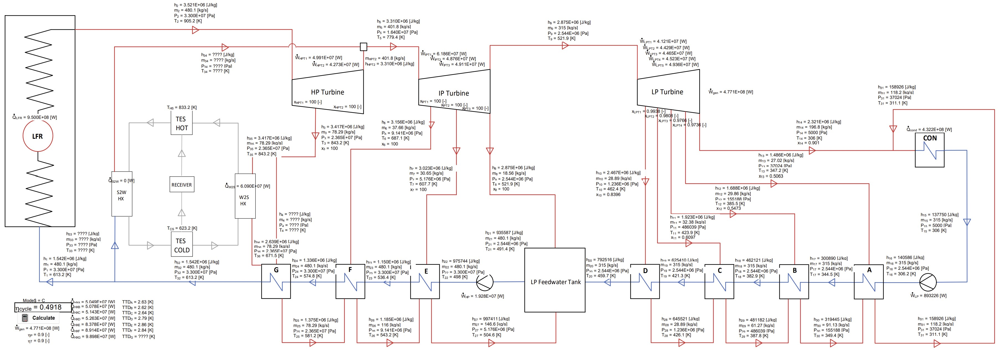 h2 = 3.521E+06 [J/kg]
m2 = 480.1 [kg/s]
P2 = 3.300E+07 [Pa]
T2 = 905.2 [K]
h34 = ???? [J/kg]
m34 = ???? [kg/s]
P34 = ???? [Pa]
T34 = ???? [K]
h5 = 3.310E+06 [J/kg]
m5 = 401.8 [kg/s]
P5 = 1.640E+07 [Pa]
T5 = 779.4 [K]
ẆHPT1 = 4.991E+07 [W]
ẆHPT2 = 4.273E+07 [W]
mHPT2 = 401.8 [kg/s]
hHPT2 = 3.310E+06 [J/kg]
HP Turbine
xHPT1 = 100 [-]
xHPT2 = 100 [-]
ẆIPT1 = 6.186E+07 [W]
ẆIPT2 = 4.876E+07 [W]
ẆIPT3 = 4.911E+07 [W]
IP Turbine
xIPT1 = 100 [-]
xIPT2 = 100 [-]
xIPT3 = 100 [-]
h9 = 2.875E+06 [J/kg]
m9 = 315 [kg/s]
P9 = 2.544E+06 [Pa]
T9 = 521.9 [K]
ẆLPT1 = 4.121E+07 [W]
ẆLPT2 = 4.429E+07 [W]
ẆLPT3 = 4.465E+07 [W]
ẆLPT4 = 4.523E+07 [W]
ẆLPT5 = 4.936E+07 [W]
LP Turbine
Ẇgen = 4.771E+08 [W]
xLPT1 = 0.9938 [-]
xLPT2 = 0.9808 [-]
xLPT3 = 0.9766 [-]
xLPT4 = 0.9736 [-]
h31 = 158926 [J/kg]
m31 = 118.2 [kg/s]
P31 = 37024 [Pa]
T31 = 311.1 [K]
h14 = 2.321E+06 [J/kg]
m14 = 196.8 [kg/s]
P14 = 5000 [Pa]
T14 = 306 [K]
x14 = 0.901
Q̇cond = 4.322E+08 [W]
CON
Q̇LFR = 9.500E+08 [W]
LFR
THS = 833.2 [K]
TES
HOT
RECEIVER
TCS = 623.2 [K]
TES
COLD
Q̇S2W = 0 [W]
S2W
HX
Q̇W2S = 6.090E+07 [W]
W2S
HX
h35 = 3.417E+06 [J/kg]
m35 = 78.29 [kg/s]
P35 = 2.365E+07 [Pa]
T35 = 843.2 [K]
h3 = 3.417E+06 [J/kg]
m3 = 78.29 [kg/s]
P3 = 2.365E+07 [Pa]
T3 = 843.2 [K]
x3 = 100
h6 = 3.156E+06 [J/kg]
m6 = 37.66 [kg/s]
P6 = 9.141E+06 [Pa]
T6 = 687.1 [K]
x6 = 100
h7 = 3.023E+06 [J/kg]
m7 = 30.65 [kg/s]
P7 = 5.176E+06 [Pa]
T7 = 607.7 [K]
x7 = 100
h8 = 2.875E+06 [J/kg]
m8 = 18.56 [kg/s]
P8 = 2.544E+06 [Pa]
T8 = 521.9 [K]
x8 = 100
h10 = 2.467E+06 [J/kg]
m10 = 28.89 [kg/s]
P10 = 1.236E+06 [Pa]
T10 = 462.4 [K]
x10 = 0.8396
h13 = 1.486E+06 [J/kg]
m13 = 27.02 [kg/s]
P13 = 37024 [Pa]
T13 = 347.2 [K]
x13 = 0.5063
h12 = 1.688E+06 [J/kg]
m12 = 29.86 [kg/s]
P12 = 155188 [Pa]
T12 = 385.5 [K]
x12 = 0.5473
h11 = 1.923E+06 [J/kg]
m11 = 32.38 [kg/s]
P11 = 486039 [Pa]
T11 = 423.9 [K]
x11 = 0.6097
h15 = 137750 [J/kg]
m15 = 315 [kg/s]
P15 = 5000 [Pa]
T15 = 306 [K]
h4 = ???? [J/kg]
m4 = ???? [kg/s]
P4 = ???? [Pa]
T4 = ???? [K]
h33 = ???? [J/kg]
m33 = ???? [kg/s]
P33 = ???? [Pa]
T33 = ???? [K]
h1 = 1.542E+06 [J/kg]
m1 = 480.1 [kg/s]
P1 = 3.300E+07 [Pa]
T1 = 613.2 [K]
h32 = 1.542E+06 [J/kg]
m32 = 480.1 [kg/s]
P32 = 3.300E+07 [Pa]
T32 = 613.2 [K]
h36 = 2.639E+06 [J/kg]
m36 = 78.29 [kg/s]
P36 = 2.365E+07 [Pa]
T36 = 671.5 [K]
G
h24 = 1.336E+06 [J/kg]
m24 = 480.1 [kg/s]
P24 = 3.300E+07 [Pa]
T24 = 574.8 [K]
F
h23 = 1.150E+06 [J/kg]
m23 = 480.1 [kg/s]
P23 = 3.300E+07 [Pa]
T23 = 536.4 [K]
E
h22 = 975744 [J/kg]
m22 = 480.1 [kg/s]
P22 = 3.300E+07 [Pa]
T22 = 498 [K]
ẆHP = 1.928E+07 [W]
h21 = 935587 [J/kg]
m21 = 480.1 [kg/s]
P21 = 2.544E+06 [Pa]
T21 = 491.4 [K]
LP Feedwater Tank
h20 = 792516 [J/kg]
m20 = 315 [kg/s]
P20 = 2.544E+06 [Pa]
T20 = 459.7 [K]
D
h19 = 625410 [J/kg]
m19 = 315 [kg/s]
P19 = 2.544E+06 [Pa]
T19 = 421.3 [K]
C
h18 = 462121 [J/kg]
m18 = 315 [kg/s]
P18 = 2.544E+06 [Pa]
T18 = 382.9 [K]
B
h17 = 300890 [J/kg]
m17 = 315 [kg/s]
P17 = 2.544E+06 [Pa]
T17 = 344.5 [K]
A
h16 = 140586 [J/kg]
m16 = 315 [kg/s]
P16 = 2.544E+06 [Pa]
T16 = 306.2 [K]
ẆLP = 893226 [W]
Mode$ = C
ηcycle = 0.4918
Calculate
Ẇgen = 4.771E+08 [W]
ηP = 0.9 [-]
ηT = 0.9 [-]
Q̇HXA = 5.049E+07 [W] TTDA = 2.63 [K]
Q̇HXB = 5.078E+07 [W] TTDB = 2.62 [K]
Q̇HXC = 5.143E+07 [W] TTDC = 2.64 [K]
Q̇HXD = 5.263E+07 [W] TTDD = 2.79 [K]
Q̇HXE = 8.378E+07 [W] TTDE = 2.86 [K]
Q̇HXF = 8.914E+07 [W] TTDF = 2.84 [K]
Q̇HXG = 9.898E+07 [W] TTDG = ???? [K]
h25 = 1.375E+06 [J/kg]
m25 = 78.29 [kg/s]
P25 = 2.365E+07 [Pa]
T25 = 581.2 [K]
h26 = 1.185E+06 [J/kg]
m26 = 116 [kg/s]
P26 = 9.141E+06 [Pa]
T26 = 543.2 [K]
h27 = 997411 [J/kg]
m27 = 146.6 [kg/s]
P27 = 5.176E+06 [Pa]
T27 = 504.6 [K]
h28 = 645521 [J/kg]
m28 = 28.89 [kg/s]
P28 = 1.236E+06 [Pa]
T28 = 426.1 [K]
h29 = 481182 [J/kg]
m29 = 61.27 [kg/s]
P29 = 486039 [Pa]
T29 = 387.8 [K]
h30 = 319445 [J/kg]
m30 = 91.13 [kg/s]
P30 = 155188 [Pa]
T30 = 349.4 [K]
h31 = 158926 [J/kg]
m31 = 118.2 [kg/s]
P31 = 37024 [Pa]
T31 = 311.1 [K]